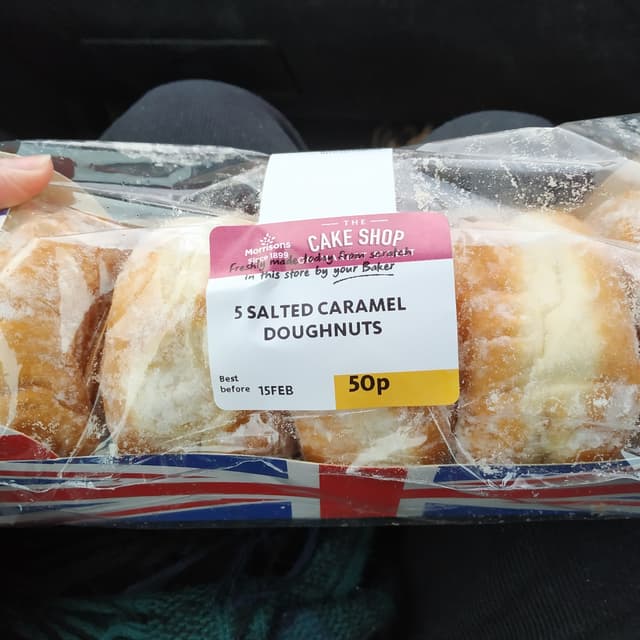 THE
Morrisons
since 1899
CAKE SHOP
Freshly made today from scratch
in this store by your Baker
5 SALTED CARAMEL
DOUGHNUTS
Best
before 15FEB
50p